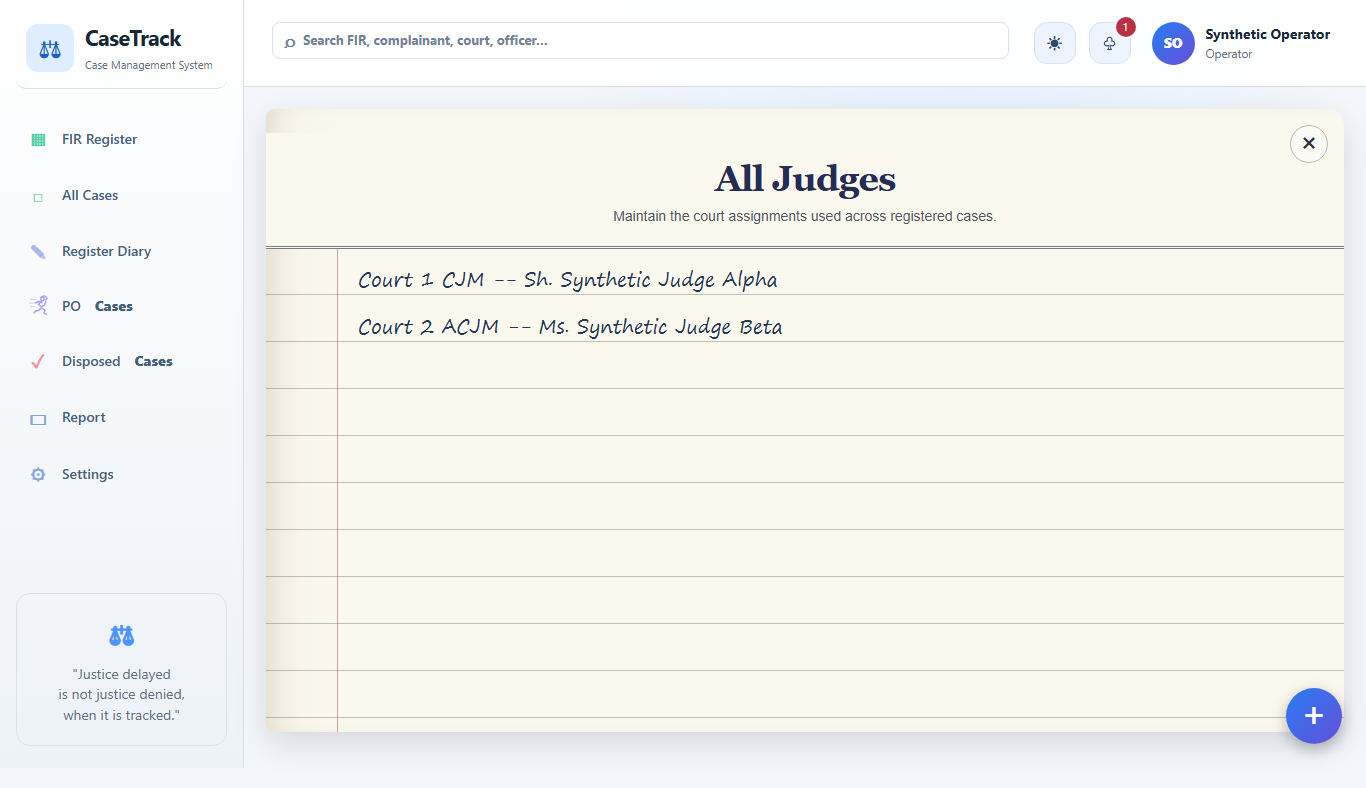 CaseTrack
Case Management System
FIR Register
All Cases
Register Diary
PO Cases
Disposed Cases
Report
Settings
"Justice delayed
is not justice denied,
when it is tracked."
Search FIR, complainant, court, officer...
1
SO
Synthetic Operator
Operator
All Judges
Maintain the court assignments used across registered cases.
Court 1 CJM -- Sh. Synthetic Judge Alpha
Court 2 ACJM -- Ms. Synthetic Judge Beta